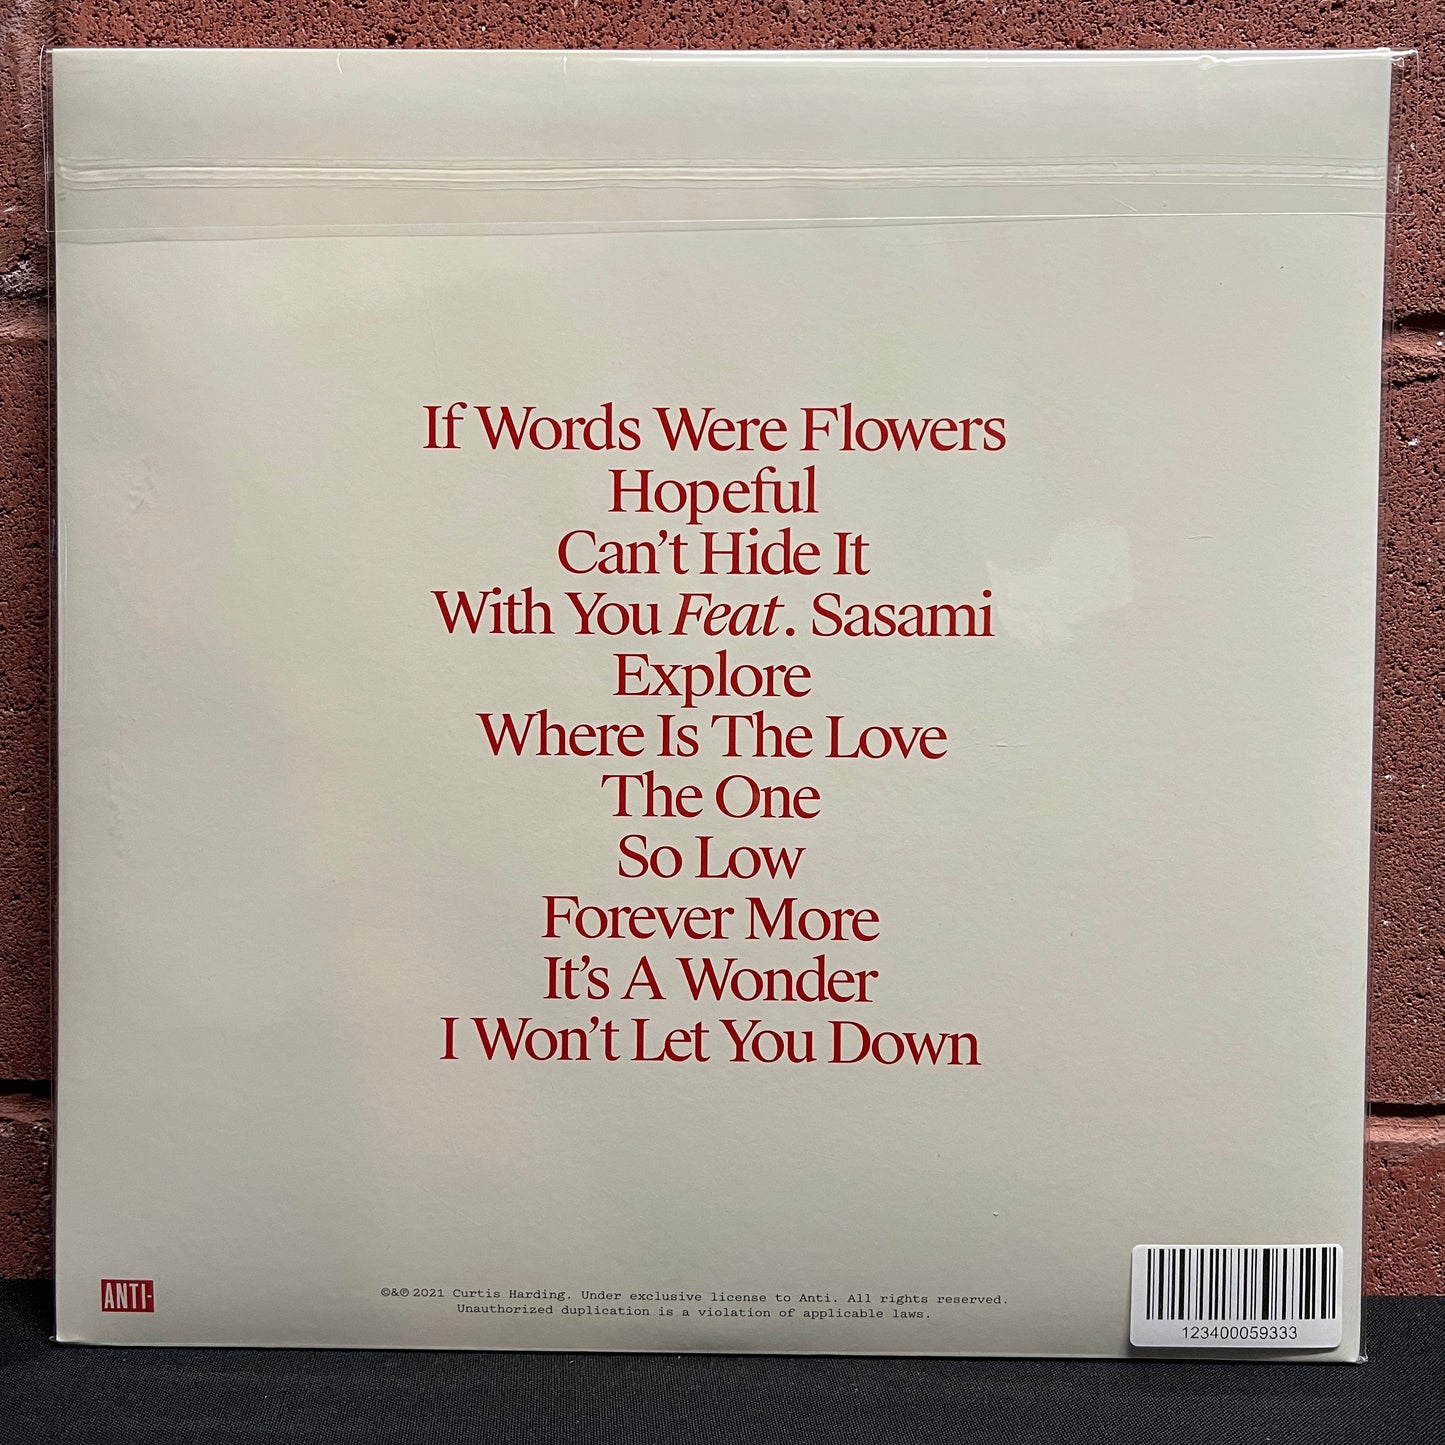 If Words Were Flowers
Hopeful
Can't Hide It
With You Feat. Sasami
Explore
Where Is The Love
The One
So Low
Forever More
It's A Wonder
I Won't Let You Down
ANTI-
©&℗ 2021 Curtis Harding. Under exclusive license to Anti. All rights reserved.
Unauthorized duplication is a violation of applicable laws.
123400059333